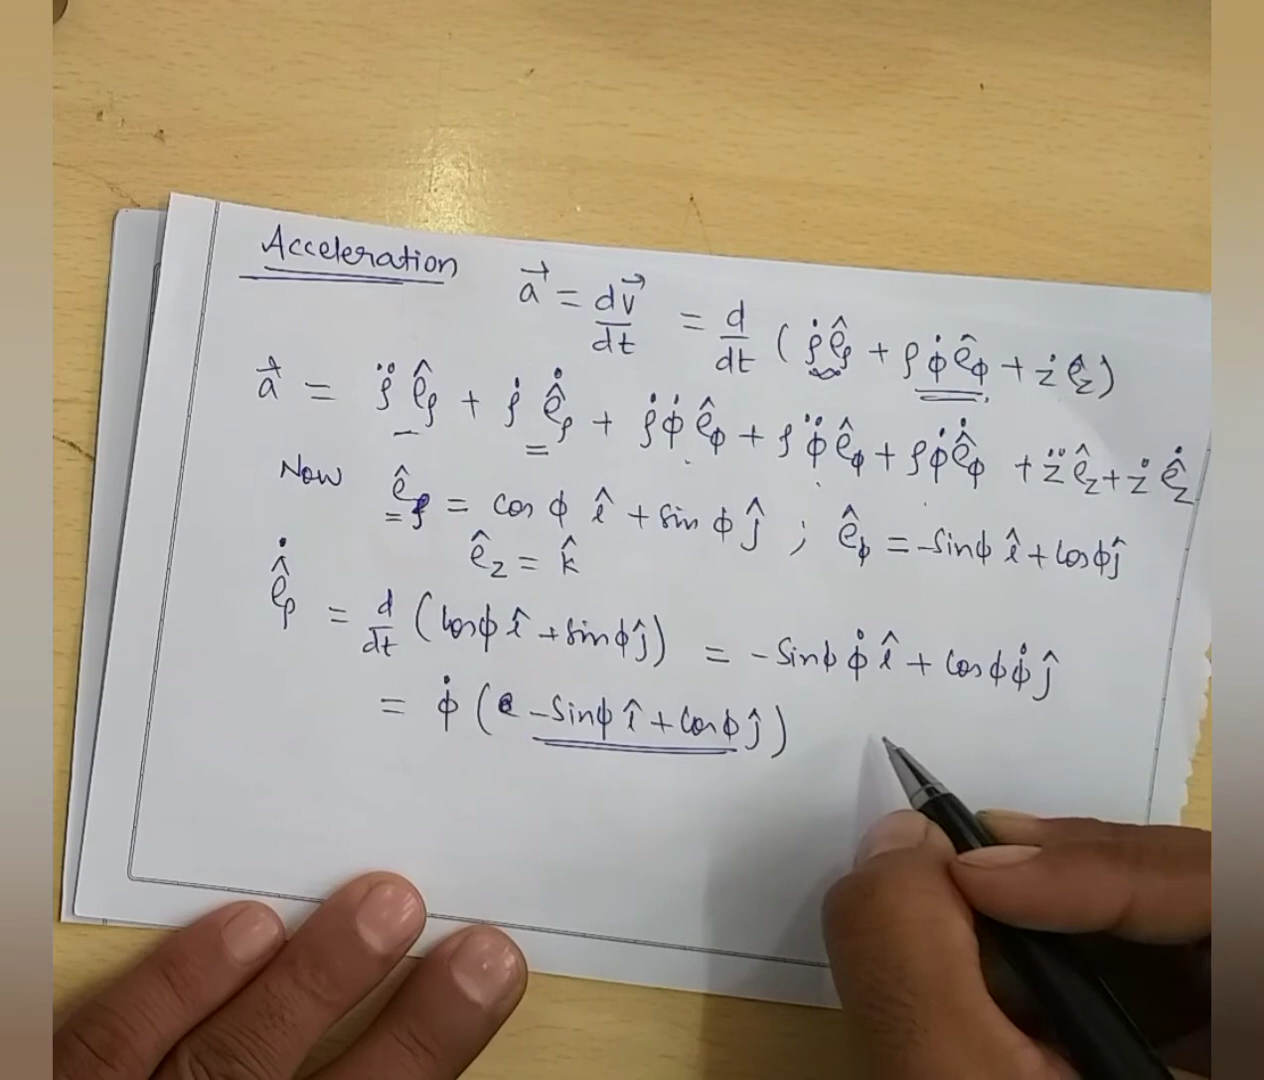 Acceleration a⃗ = dv⃗/dt = d/dt (ρ̇ ê_ρ + ρ φ̇ ê_φ + ż ê_z)
a⃗ = ρ̈ ê_ρ + ρ̇ ê̇_ρ + ρ̇ φ̇ ê_φ + ρ φ̈ ê_φ + ρ φ̇ ê̇_φ + z̈ ê_z + ż ê̇_z
Now ê_ρ = cos φ î + sin φ ĵ ; ê_φ = -sinφ î + cosφ ĵ
ê_z = k̂
ê̇_ρ = d/dt (cosφ î + sinφ ĵ) = - sinφ φ̇ î + cosφ φ̇ ĵ
= φ̇ ( -sinφ î + cosφ ĵ )